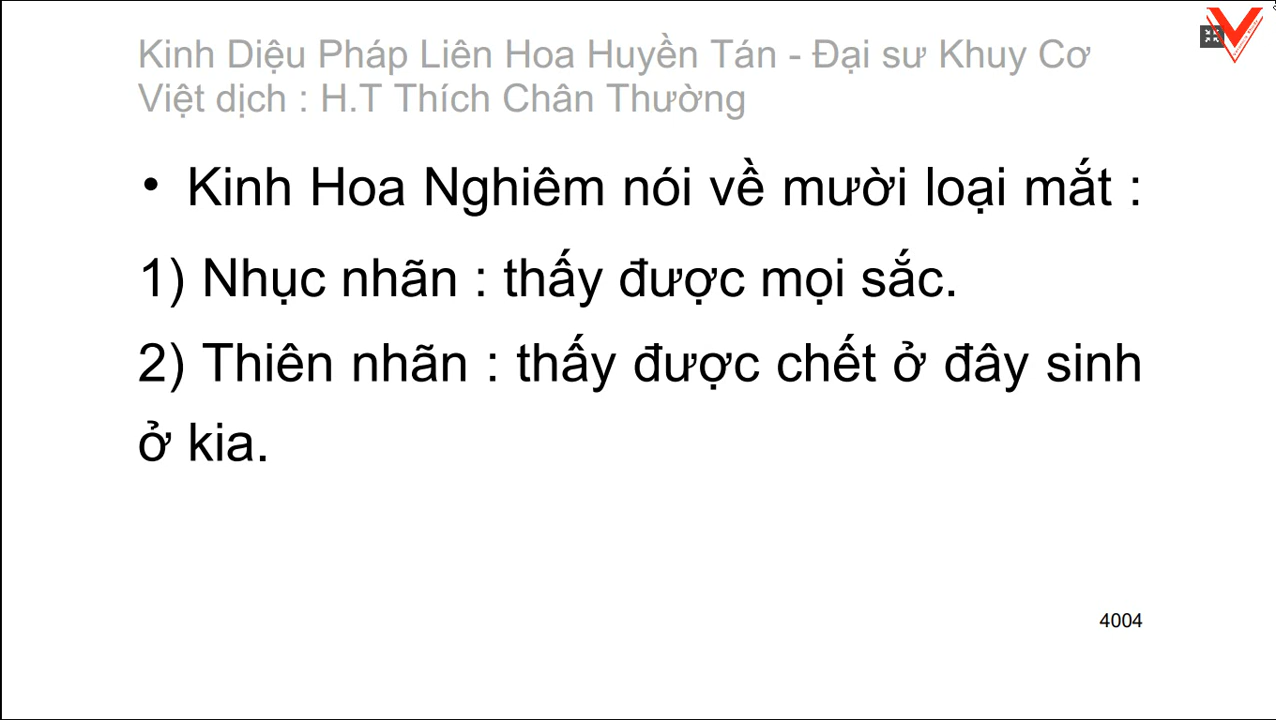 Kinh Diệu Pháp Liên Hoa Huyền Tán - Đại sư Khuy Cơ
Việt dịch : H.T Thích Chân Thường
• Kinh Hoa Nghiêm nói về mười loại mắt :
1) Nhục nhãn : thấy được mọi sắc.
2) Thiên nhãn : thấy được chết ở đây sinh
ở kia.
4004